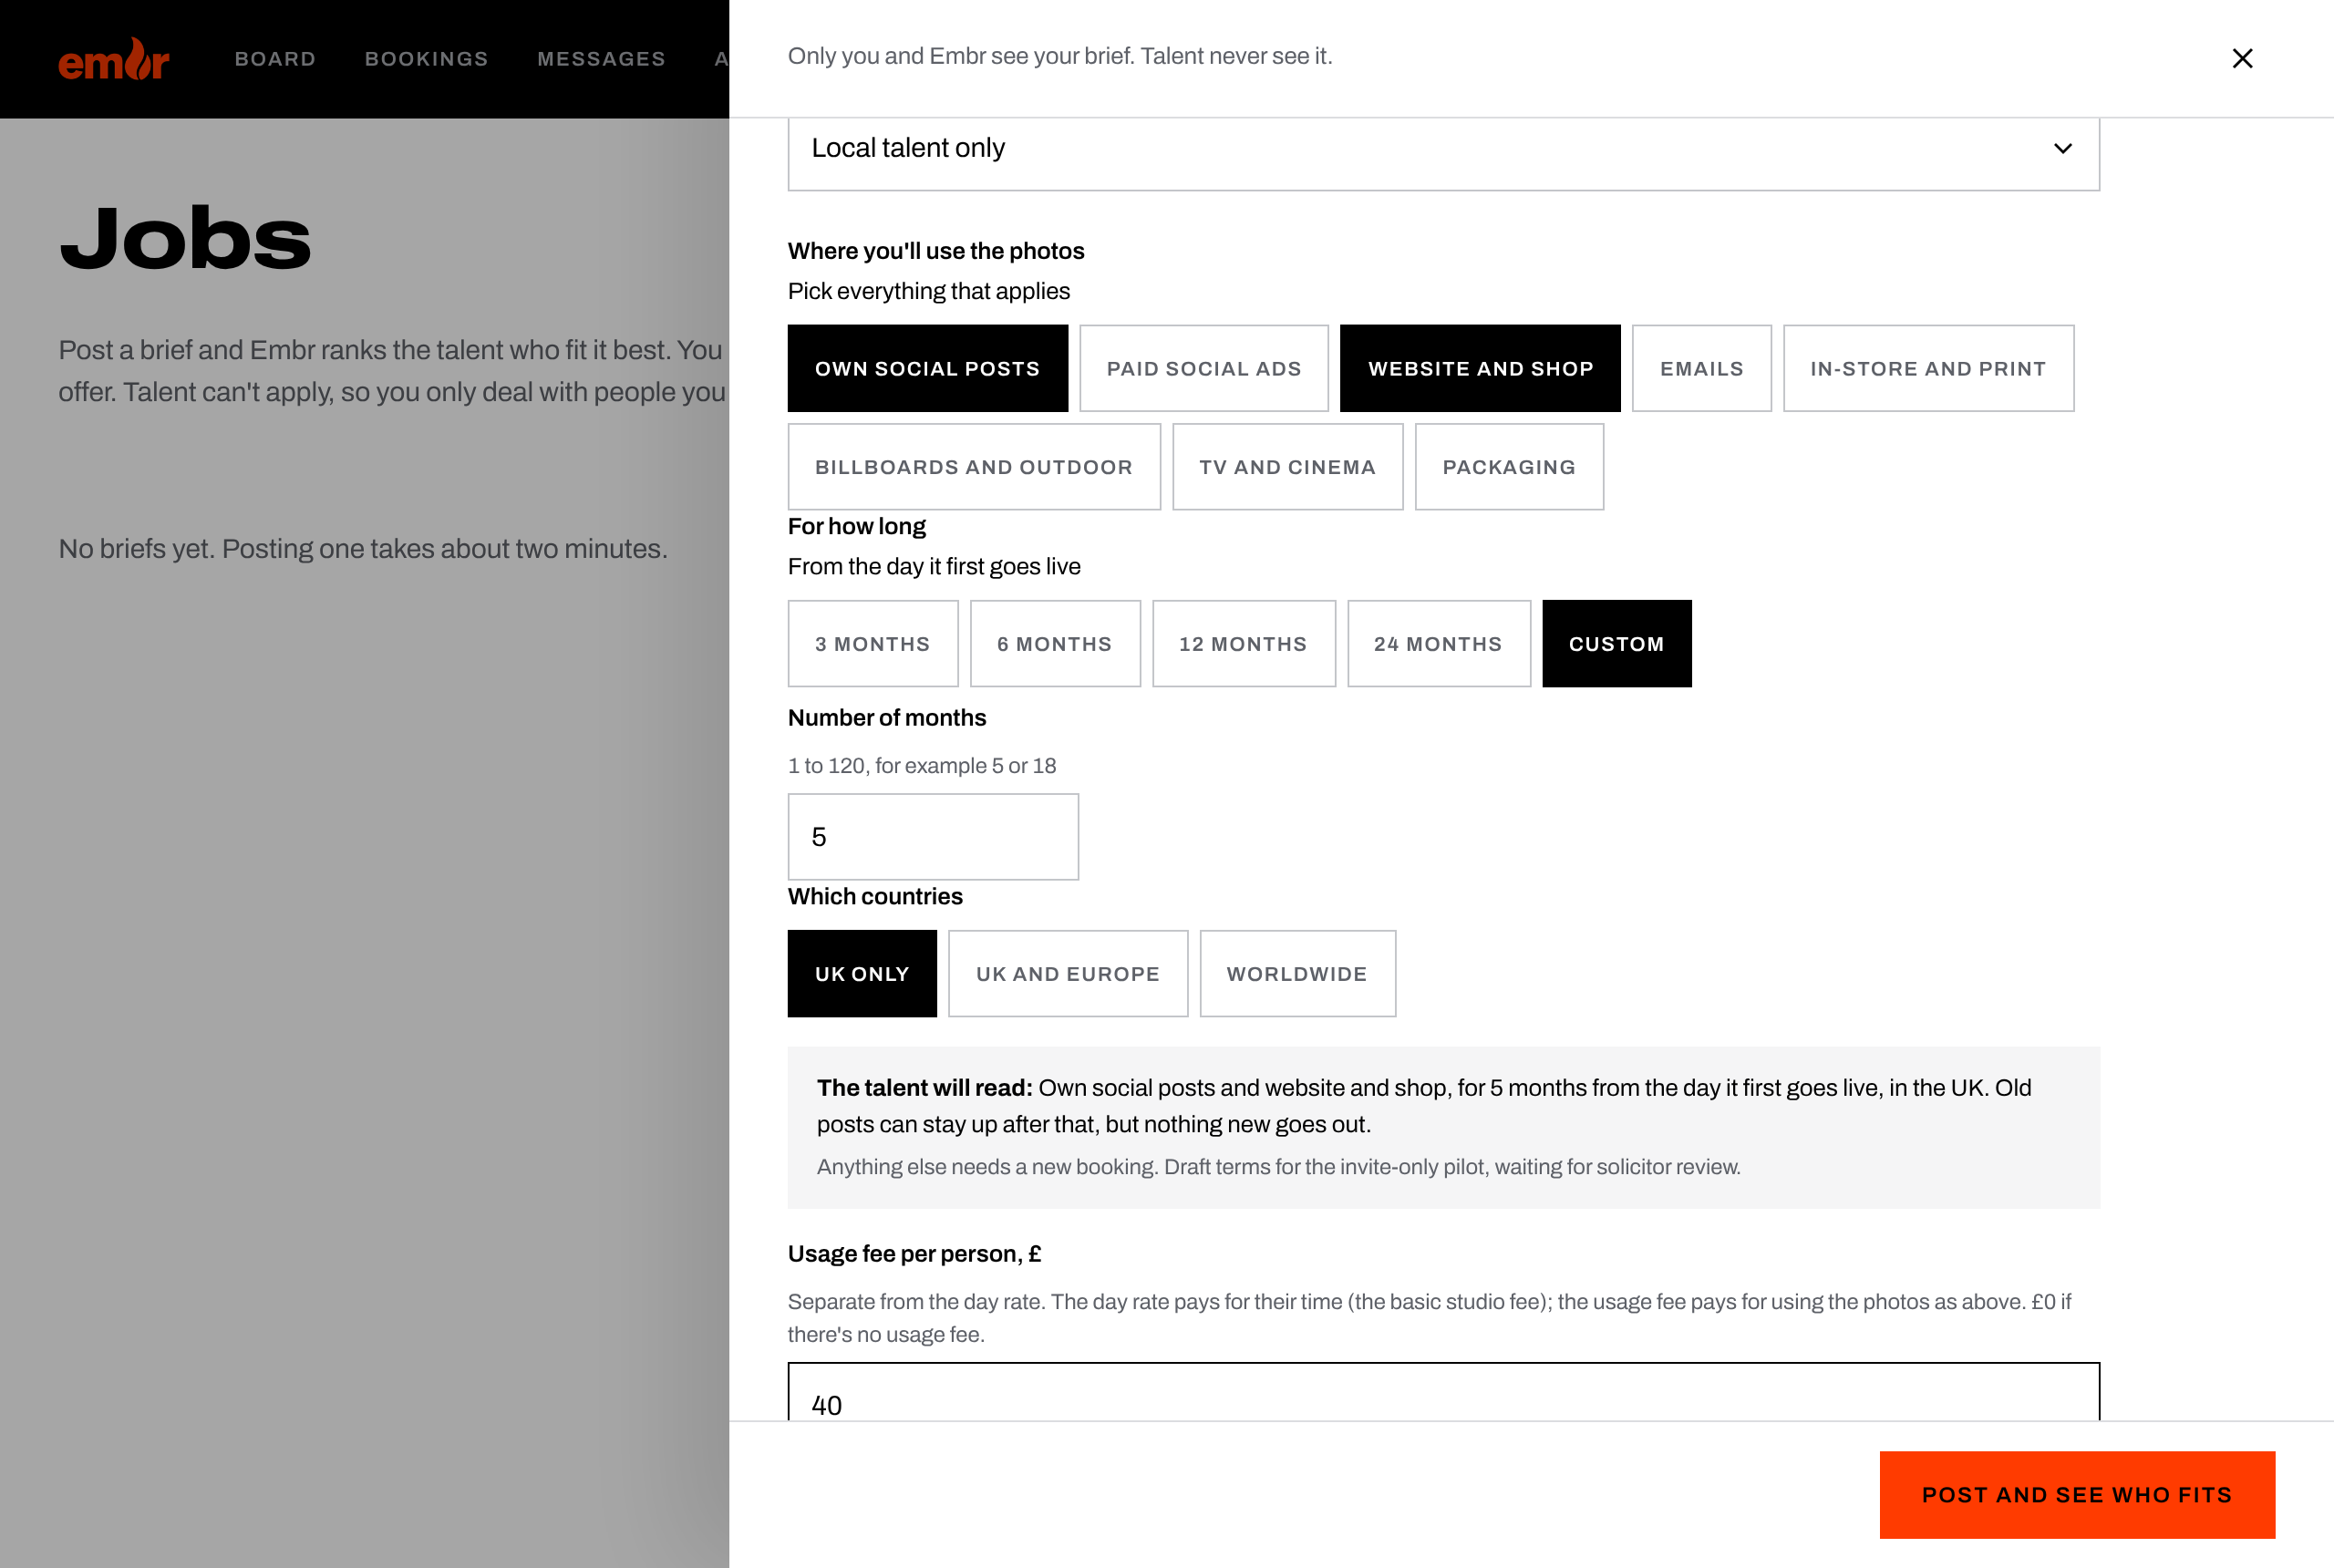 embr
BOARD
BOOKINGS
MESSAGES
A
Jobs
Post a brief and Embr ranks the talent who fit it best. You
offer. Talent can't apply, so you only deal with people you
No briefs yet. Posting one takes about two minutes.
Only you and Embr see your brief. Talent never see it.
Local talent only
Where you'll use the photos
Pick everything that applies
OWN SOCIAL POSTS
PAID SOCIAL ADS
WEBSITE AND SHOP
EMAILS
IN-STORE AND PRINT
BILLBOARDS AND OUTDOOR
TV AND CINEMA
PACKAGING
For how long
From the day it first goes live
3 MONTHS
6 MONTHS
12 MONTHS
24 MONTHS
CUSTOM
Number of months
1 to 120, for example 5 or 18
5
Which countries
UK ONLY
UK AND EUROPE
WORLDWIDE
The talent will read: Own social posts and website and shop, for 5 months from the day it first goes live, in the UK. Old
posts can stay up after that, but nothing new goes out.
Anything else needs a new booking. Draft terms for the invite-only pilot, waiting for solicitor review.
Usage fee per person, £
Separate from the day rate. The day rate pays for their time (the basic studio fee); the usage fee pays for using the photos as above. £0 if
there's no usage fee.
40
POST AND SEE WHO FITS